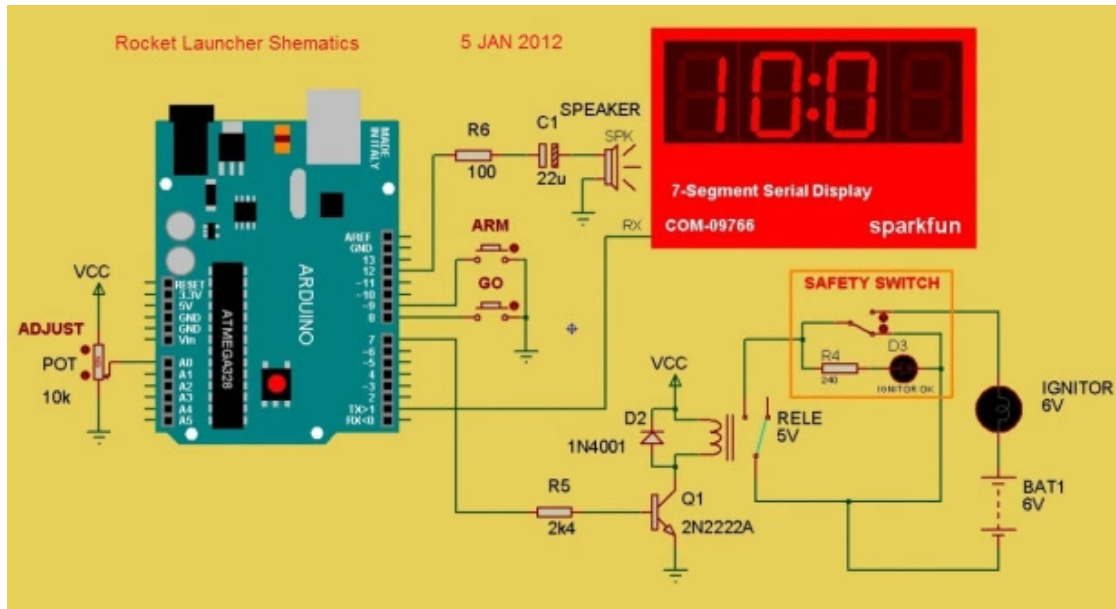 Rocket Launcher Shematics
5 JAN 2012
10:0
7-Segment Serial Display
COM-09766
sparkfun
SPEAKER
SPK
C1
22u
R6
100
RX
ARM
GO
MADE IN ITALY
ARDUINO
ATMEGA328
AREF
GND
13
12
~11
~10
~9
8
7
~6
~5
4
~3
2
TX>1
RX<0
RESET
3.3V
5V
GND
GND
Vin
A0
A1
A2
A3
A4
A5
VCC
ADJUST
POT
10k
SAFETY SWITCH
R4
240
D3
IGNITOR OK
IGNITOR
6V
BAT1
6V
VCC
D2
1N4001
RELE
5V
R5
2k4
Q1
2N2222A